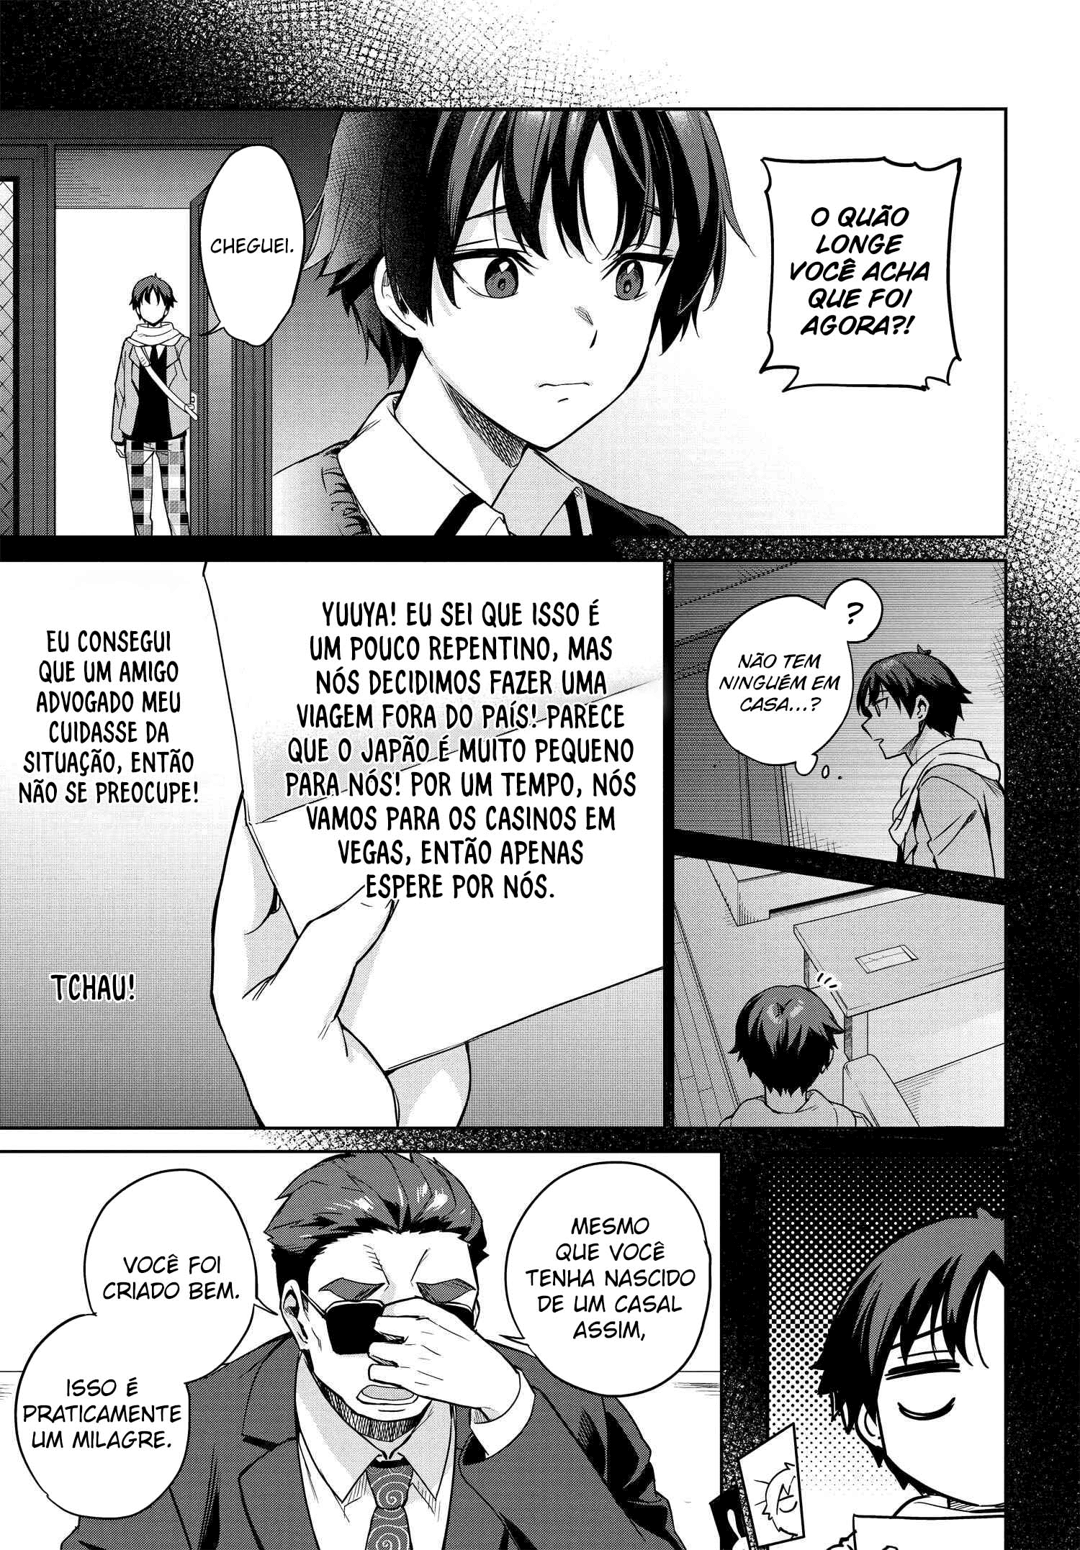 O QUÃO
LONGE
VOCÊ ACHA
QUE FOI
AGORA?!
CHEGUEI.
?
NÃO TEM
NINGUÉM EM
CASA...?
YUUYA! EU SEI QUE ISSO É
UM POUCO REPENTINO, MAS
NÓS DECIDIMOS FAZER UMA
VIAGEM FORA DO PAÍS! PARECE
QUE O JAPÃO É MUITO PEQUENO
PARA NÓS! POR UM TEMPO, NÓS
VAMOS PARA OS CASINOS EM
VEGAS, ENTÃO APENAS
ESPERE POR NÓS.
EU CONSEGUI
QUE UM AMIGO
ADVOGADO MEU
CUIDASSE DA
SITUAÇÃO, ENTÃO
NÃO SE PREOCUPE!
TCHAU!
MESMO
QUE VOCÊ
TENHA NASCIDO
DE UM CASAL
ASSIM,
VOCÊ FOI
CRIADO BEM.
ISSO É
PRATICAMENTE
UM MILAGRE.